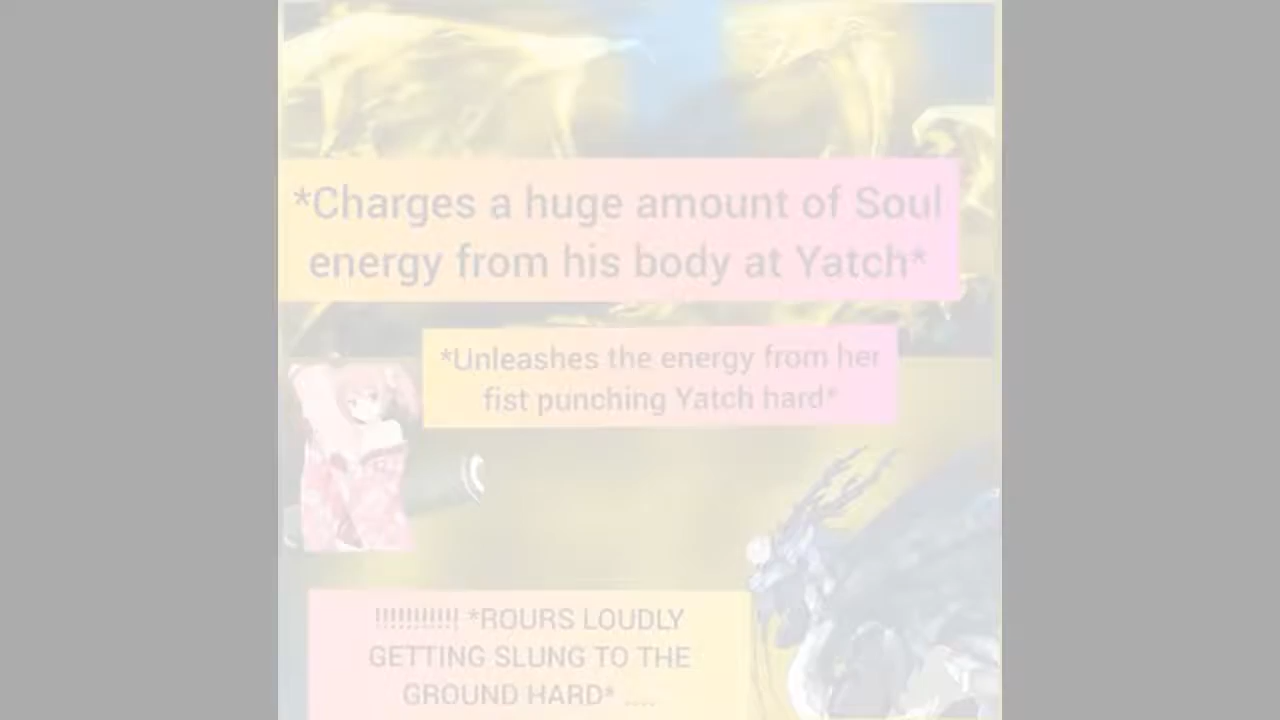 *Charges a huge amount of Soul
energy from his body at Yatch*
*Unleashes the energy from her
fist punching Yatch hard*
!!!!!!!!!!! *ROURS LOUDLY
GETTING SLUNG TO THE
GROUND HARD* ....